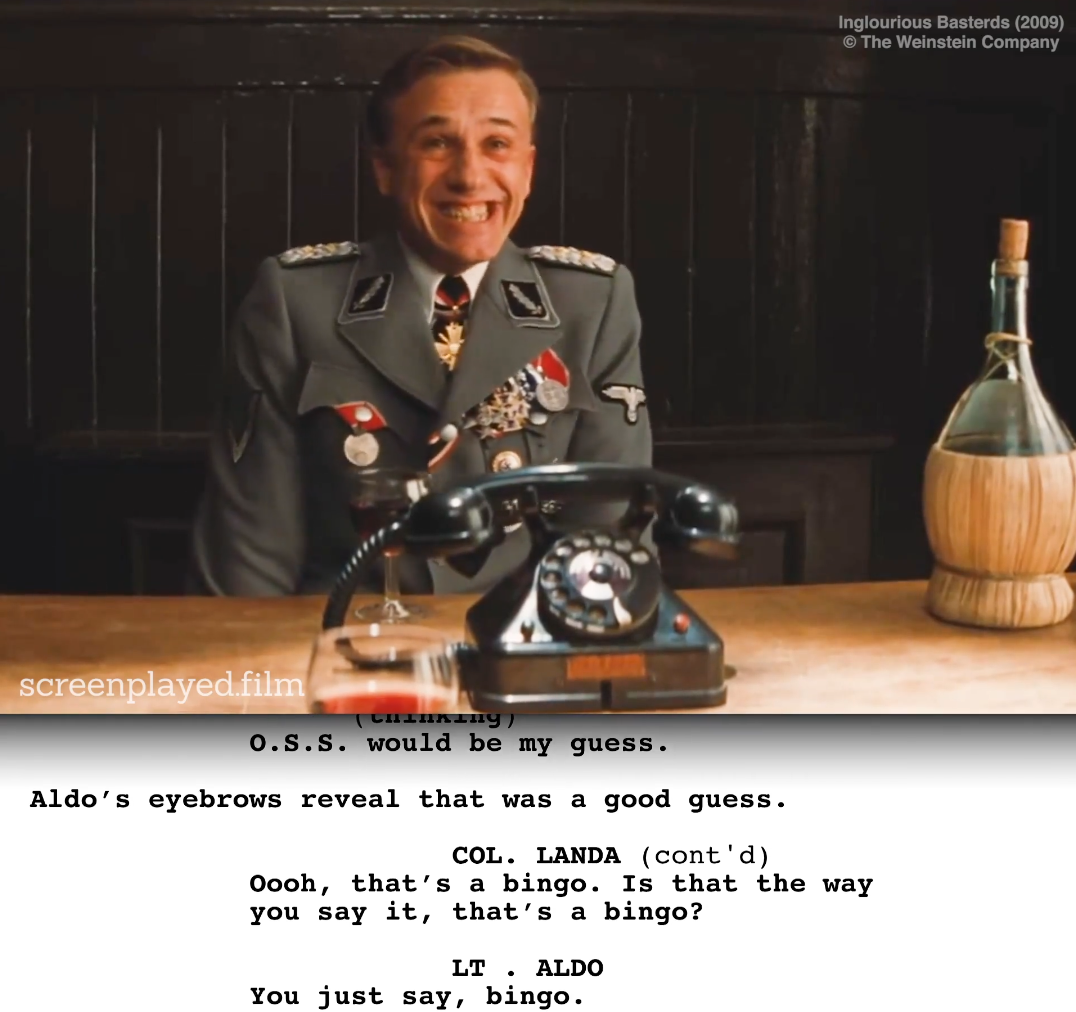 Inglourious Basterds (2009)
© The Weinstein Company
screenplayed.film
(thinking)
O.S.S. would be my guess.
Aldo’s eyebrows reveal that was a good guess.
COL. LANDA (cont'd)
Oooh, that’s a bingo. Is that the way
you say it, that’s a bingo?
LT . ALDO
You just say, bingo.